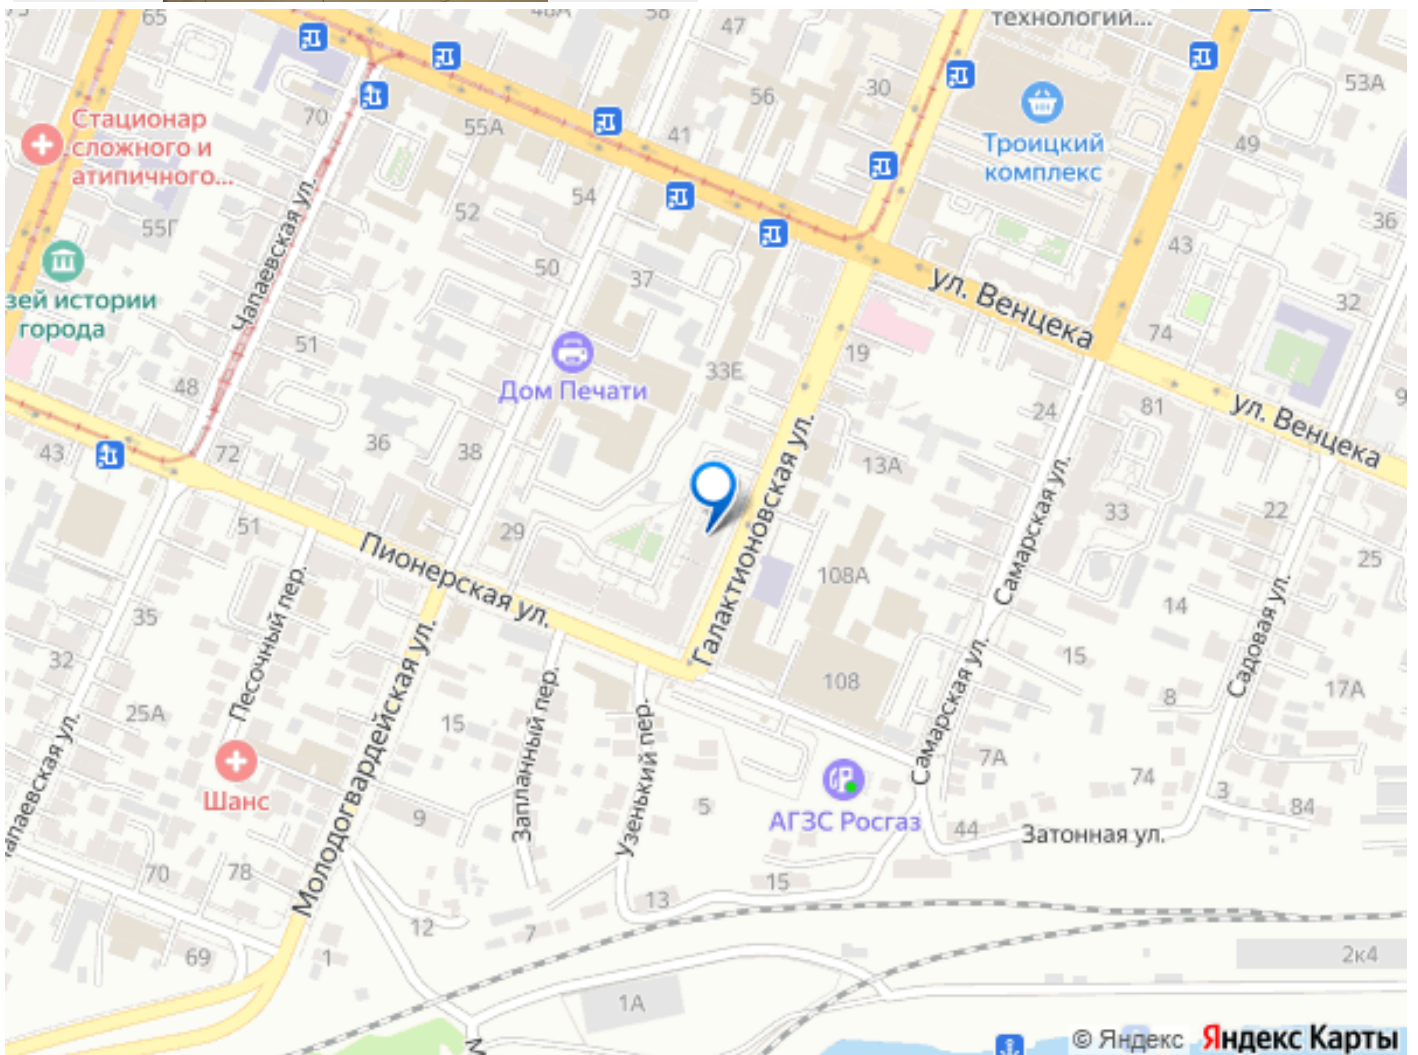 65
48А
58
47
технологий...
53А
30
56
Стационар
сложного и
атипичного...
70
55А
41
Троицкий
комплекс
49
54
52
55Г
36
43
Чапаевская ул.
50
37
ул. Венцека
зей истории
города
32
74
51
19
Дом Печати
33Е
48
24
81
ул. Венцека
43
72
36
38
13А
Галактионовская ул.
Самарская ул.
33
22
51
29
25
Пионерская ул.
108А
14
35
Песочный пер.
Садовая ул.
15
32
108
Самарская ул.
8
17А
25А
15
Запланный пер.
Узенький пер.
Молодогвардейская ул.
7А
74
Шанс
9
5
АГЗС Росгаз
44
3
84
Затонная ул.
апаевская ул.
70
78
15
13
12
7
69
1
2к4
1А
М
© Яндекс Яндекс Карты